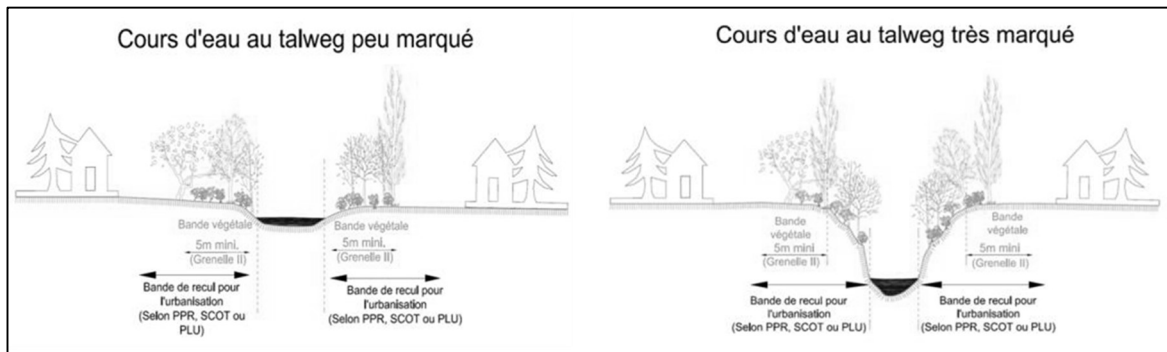 Cours d'eau au talweg peu marqué
Bande végétale
5m mini.
(Grenelle II)
Bande de recul pour
l'urbanisation
(Selon PPR, SCOT ou
PLU)
Bande végétale
5m mini.
(Grenelle II)
Bande de recul pour
l'urbanisation
(Selon PPR, SCOT ou PLU)
Cours d'eau au talweg très marqué
Bande
végétale
5m mini
(Grenelle II)
Bande de recul pour
l'urbanisation
(Selon PPR, SCOT ou PLU)
Bande
végétale
5m mini
(Grenelle II)
Bande de recul pour
l'urbanisation
(Selon PPR, SCOT ou PLU)